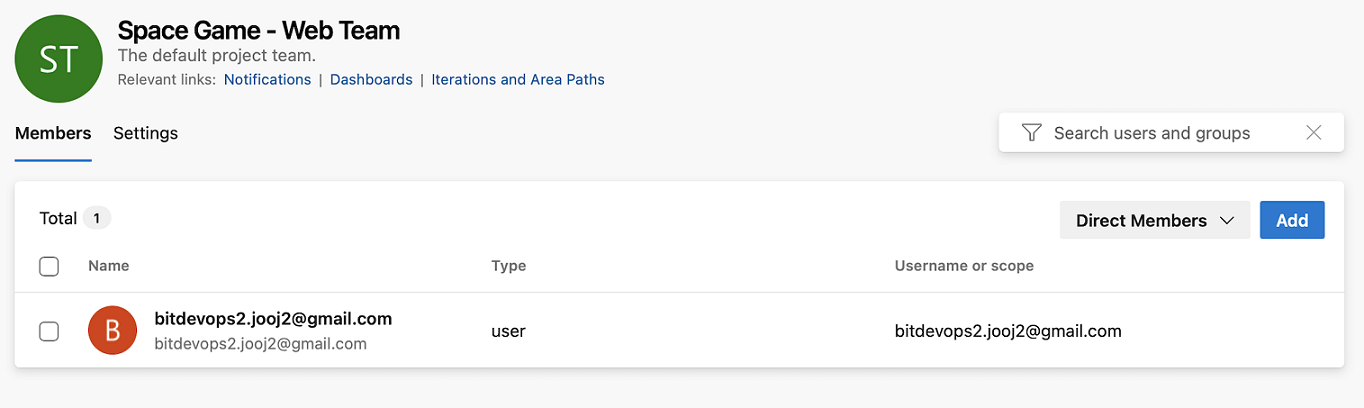 ST
Space Game - Web Team
The default project team.
Relevant links: Notifications | Dashboards | Iterations and Area Paths
Members Settings
Search users and groups
Total 1
Direct Members Add
Name Type Username or scope
B
bitdevops2.jooj2@gmail.com
bitdevops2.jooj2@gmail.com
user
bitdevops2.jooj2@gmail.com